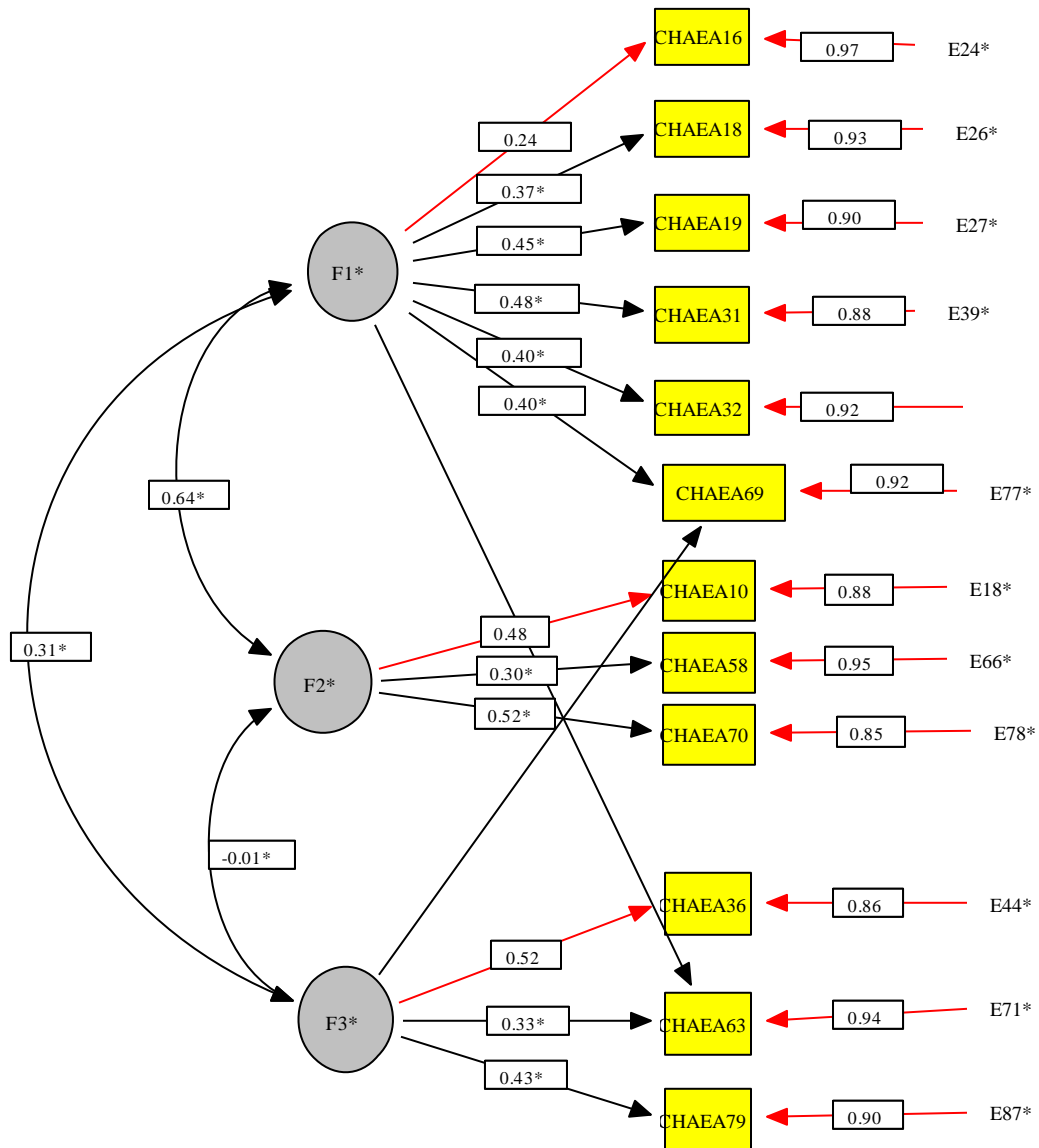 CHAEA16
0.97
E24*
0.24
CHAEA18
0.93
E26*
0.37*
CHAEA19
0.90
E27*
0.45*
F1*
0.48*
CHAEA31
0.88
E39*
0.40*
0.40*
CHAEA32
0.92
CHAEA69
0.92
E77*
0.64*
CHAEA10
0.88
E18*
0.31*
0.48
F2*
0.30*
CHAEA58
0.95
E66*
0.52*
CHAEA70
0.85
E78*
-0.01*
CHAEA36
0.86
E44*
0.52
F3*
0.33*
CHAEA63
0.94
E71*
0.43*
CHAEA79
0.90
E87*